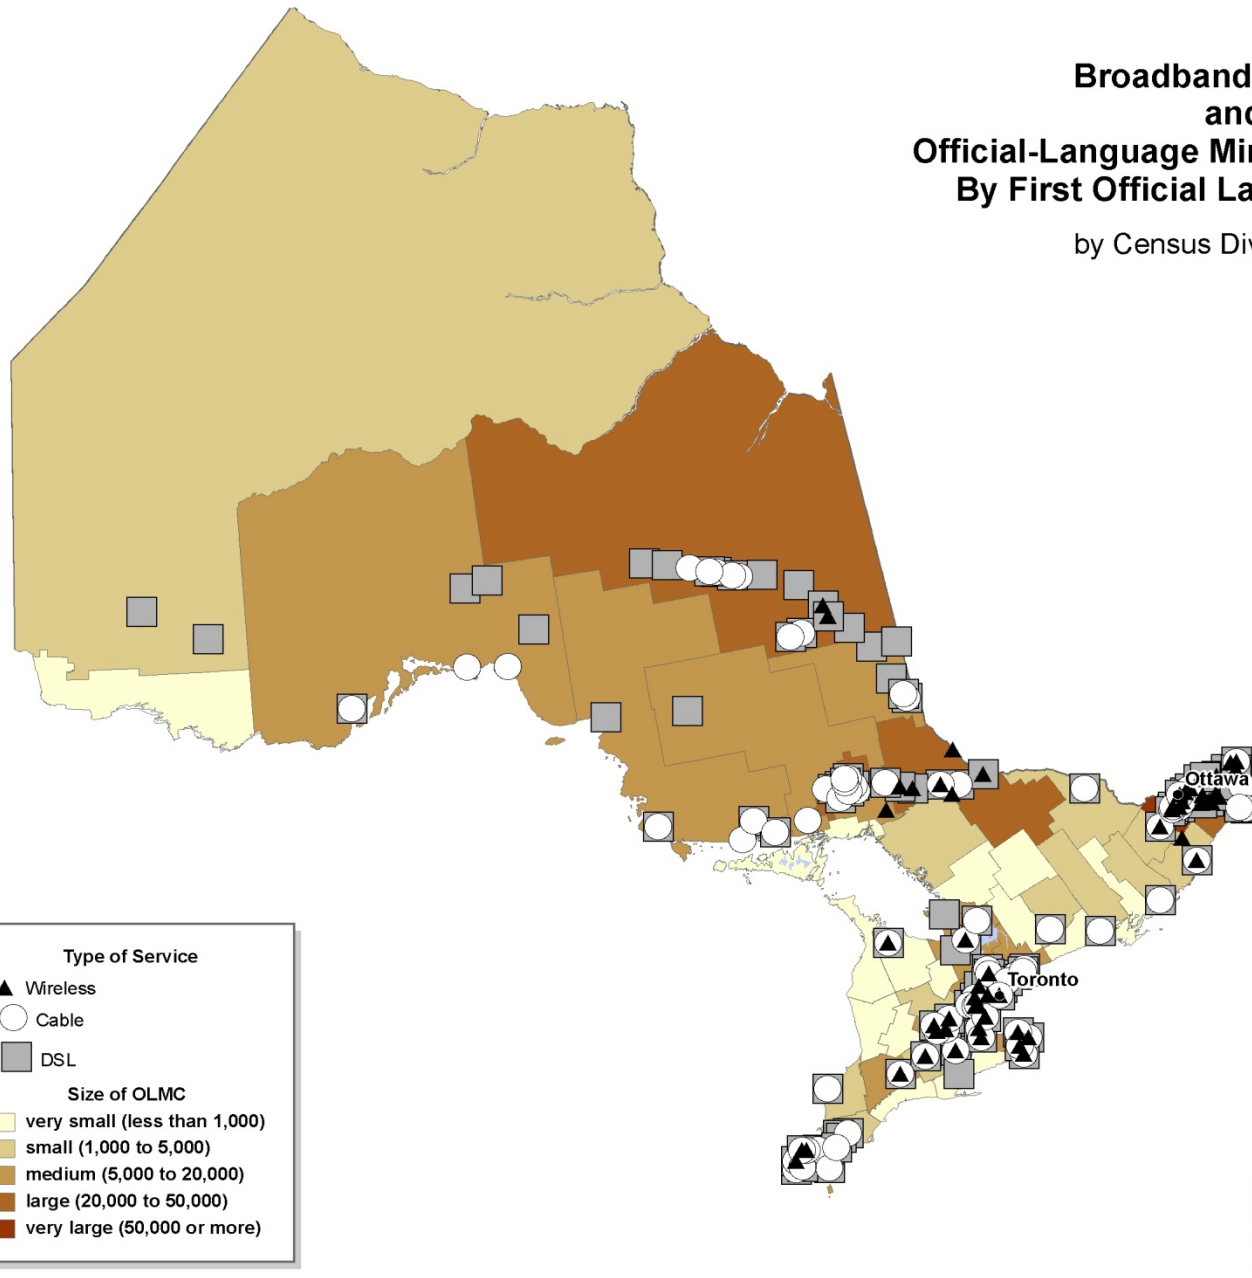 Broadband
and
Official-Language Min
By First Official La
by Census Div
Ottawa
Toronto
Type of Service
Wireless
Cable
DSL
Size of OLMC
very small (less than 1,000)
small (1,000 to 5,000)
medium (5,000 to 20,000)
large (20,000 to 50,000)
very large (50,000 or more)